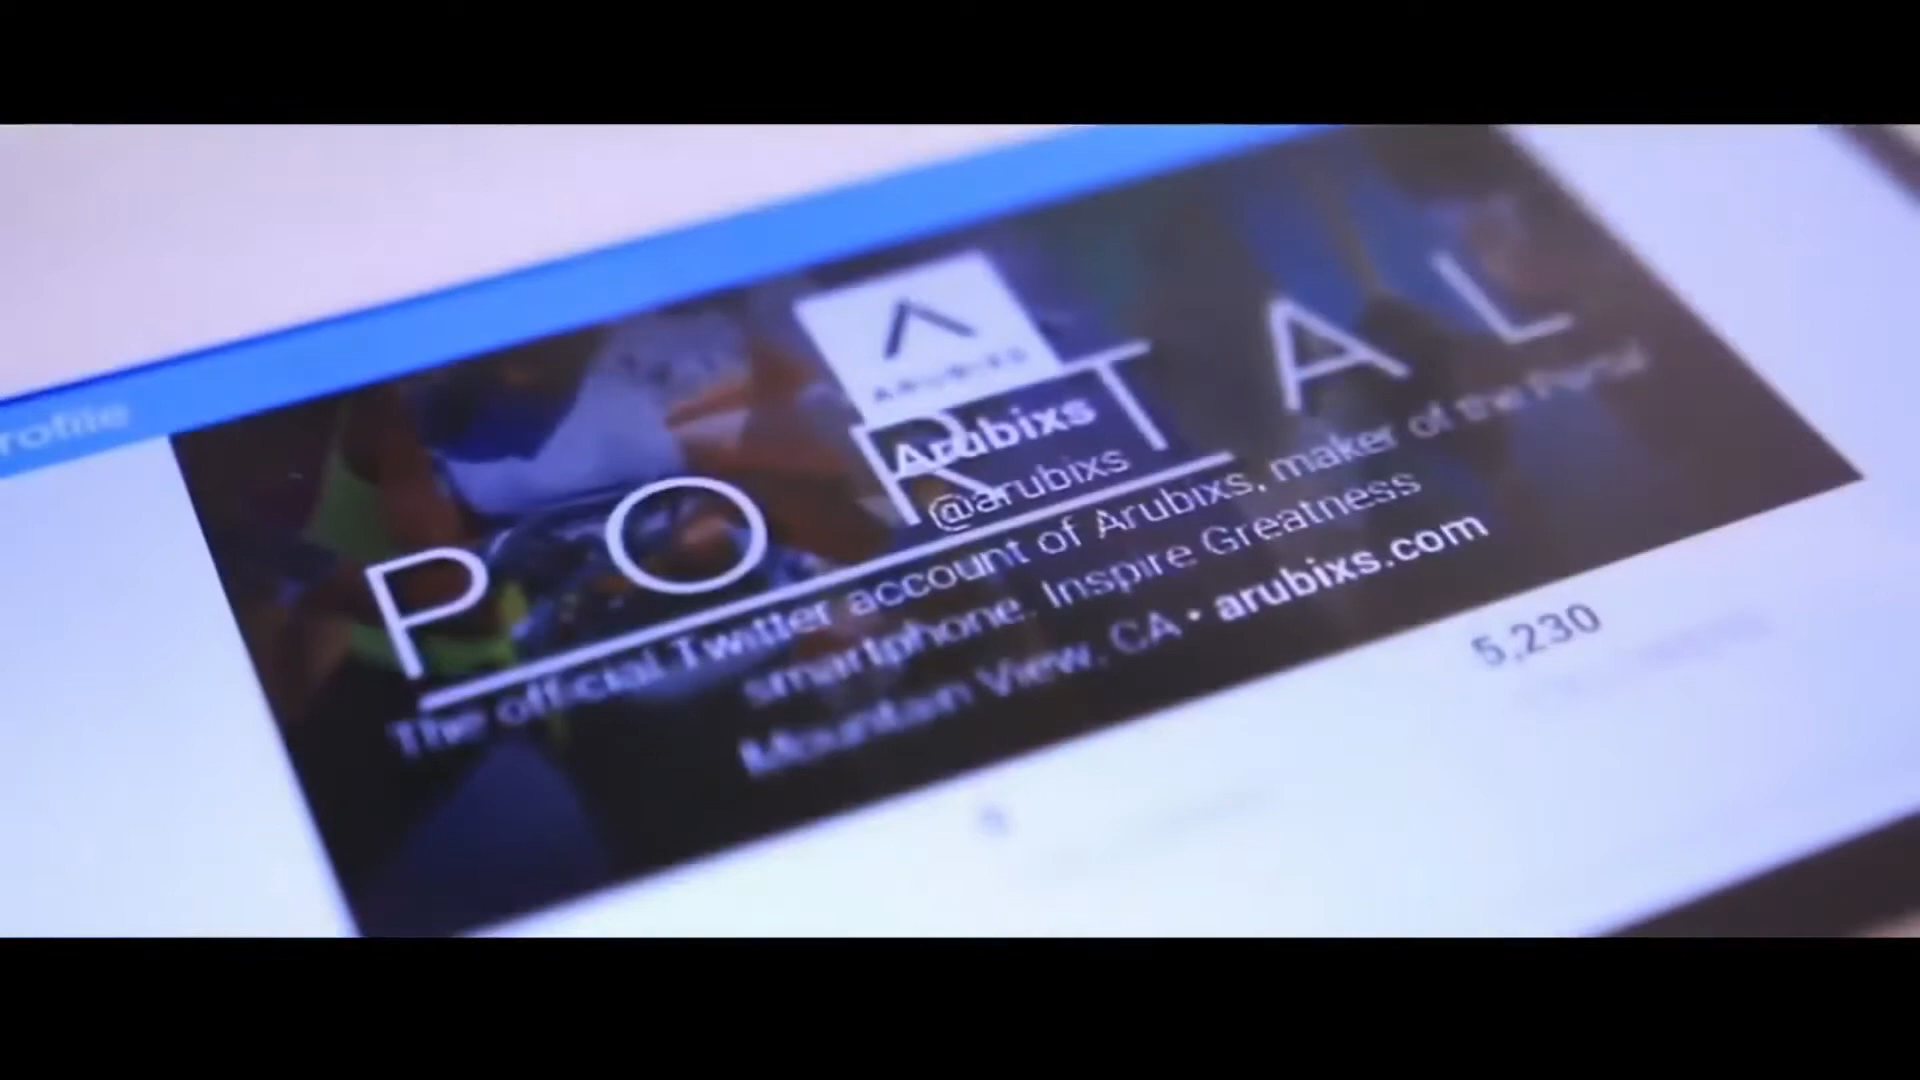 rofile
ARUBIXS
PORTAL
Arubixs
@arubixs
The official Twitter account of Arubixs, maker of the Portal
smartphone. Inspire Greatness
Mountain View, CA • arubixs.com
5,230